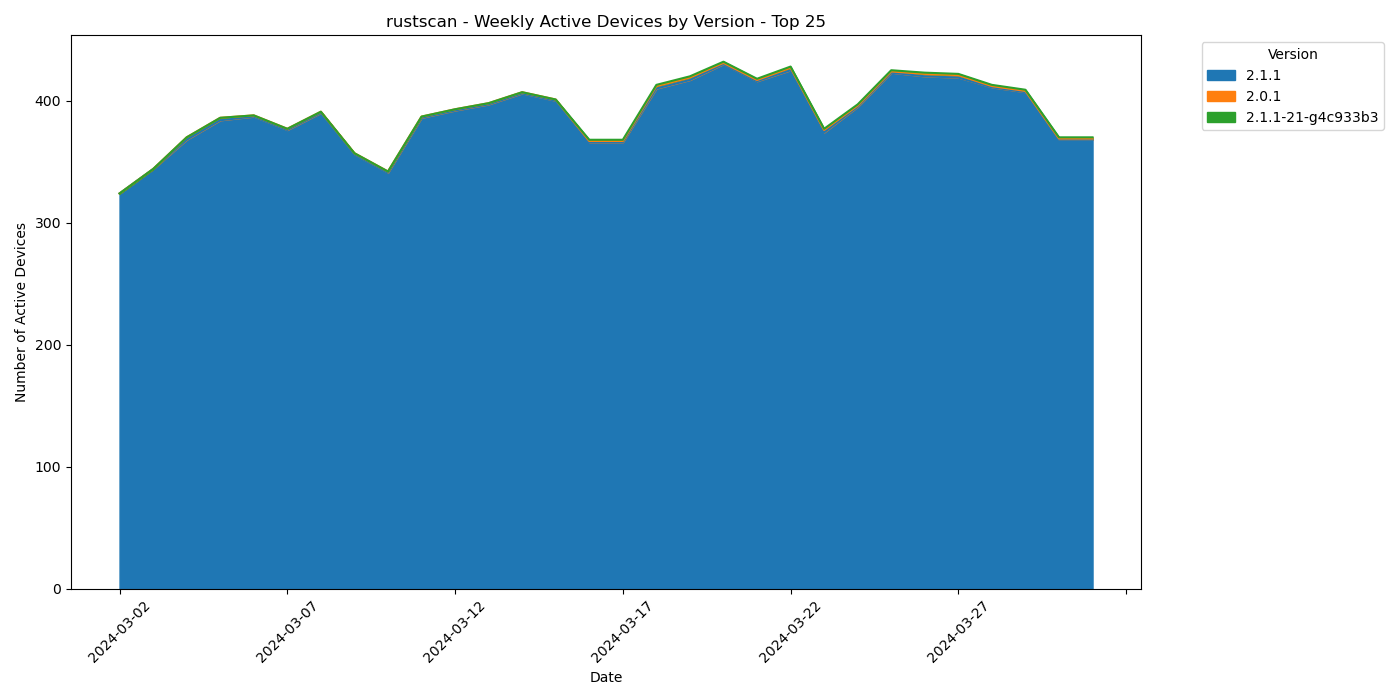 rustscan - Weekly Active Devices by Version - Top 25
Version
2.1.1
2.0.1
2.1.1-21-g4c933b3
Number of Active Devices
400
300
200
100
0
2024-03-02
2024-03-07
2024-03-12
2024-03-17
2024-03-22
2024-03-27
Date